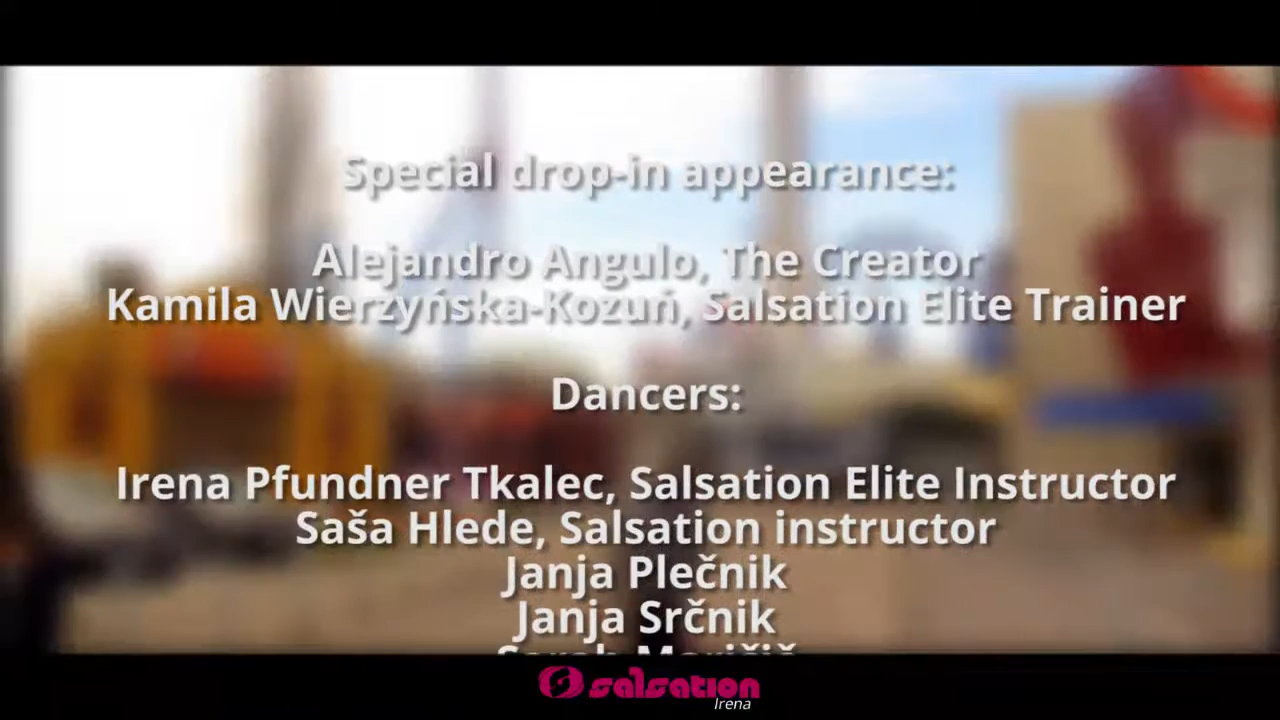 Special drop-in appearance:
Alejandro Angulo, The Creator
Kamila Wierzyńska-Kozuń, Salsation Elite Trainer
Dancers:
Irena Pfundner Tkalec, Salsation Elite Instructor
Saša Hlede, Salsation instructor
Janja Plečnik
Janja Srčnik
salsation
Irena